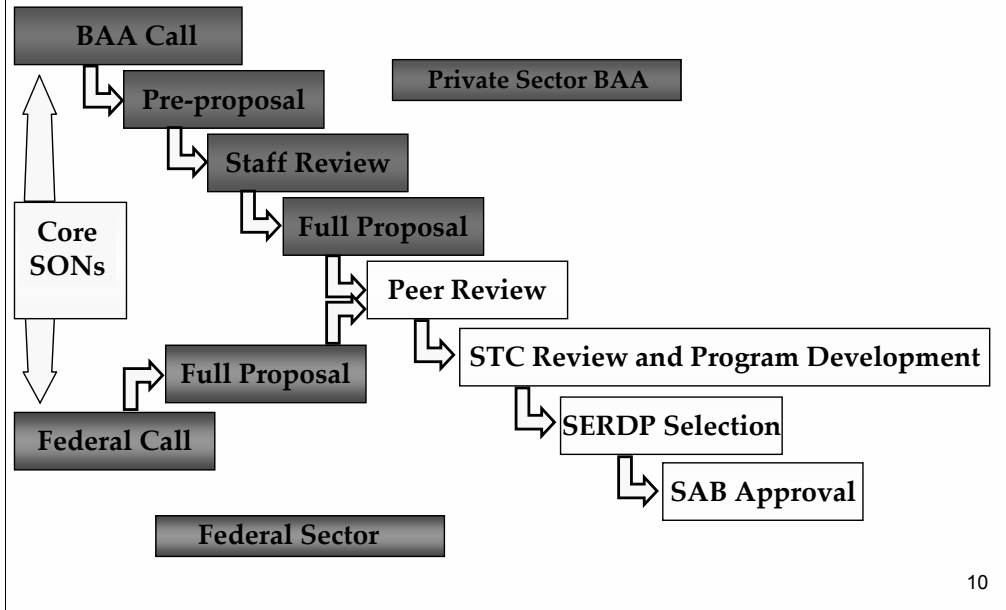 BAA Call
Private Sector BAA
Pre-proposal
Staff Review
Full Proposal
Core
SONs
Peer Review
STC Review and Program Development
Full Proposal
SERDP Selection
Federal Call
SAB Approval
Federal Sector
10